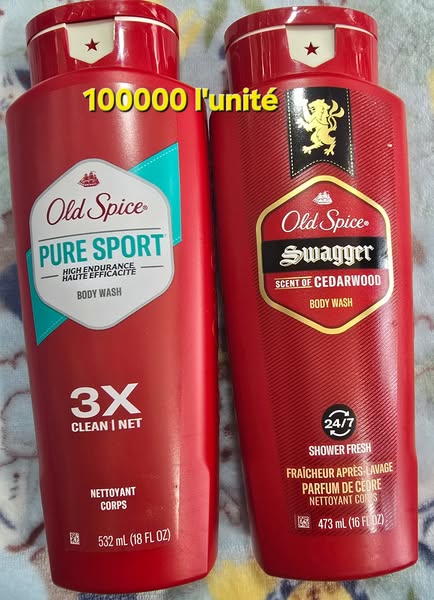 100000 l'unité
Old Spice
PURE SPORT
HIGH ENDURANCE
HAUTE EFFICACITÉ
BODY WASH
3X
CLEAN | NET
NETTOYANT
CORPS
532 mL (18 FL OZ)
Old Spice
Swagger
SCENT OF CEDARWOOD
BODY WASH
24/7
SHOWER FRESH
FRAÎCHEUR APRÈS-LAVAGE
PARFUM DE CÈDRE
NETTOYANT CORPS
473 mL (16 FL OZ)